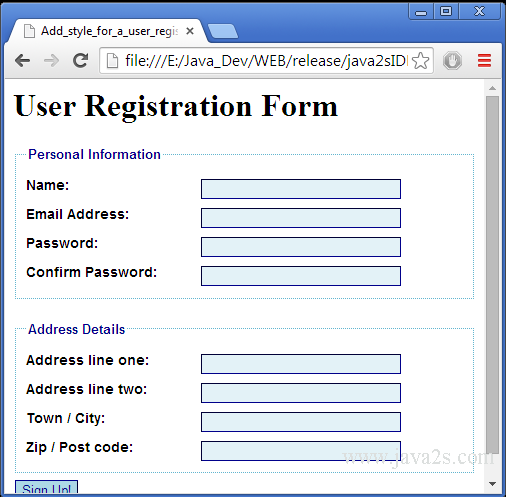 Add_style_for_a_user_regis
file:///E:/Java_Dev/WEB/release/java2sIDE
User Registration Form
Personal Information
Name:
Email Address:
Password:
Confirm Password:
Address Details
Address line one:
Address line two:
Town / City:
Zip / Post code:
www.java2s.com
Sign Up!